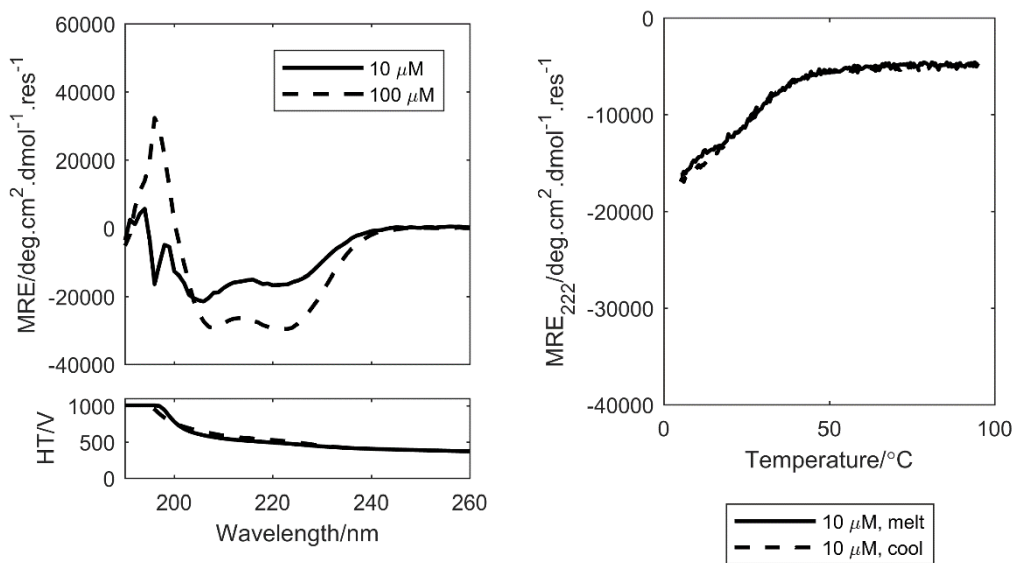 60000
40000
20000
0
-20000
-40000
MRE/deg.cm².dmol⁻¹.res⁻¹
10 μM
100 μM
1000
500
0
HT/V
200 220 240 260
Wavelength/nm
0
-10000
-20000
-30000
-40000
MRE₂₂₂/deg.cm².dmol⁻¹.res⁻¹
0 50 100
Temperature/°C
10 μM, melt
10 μM, cool